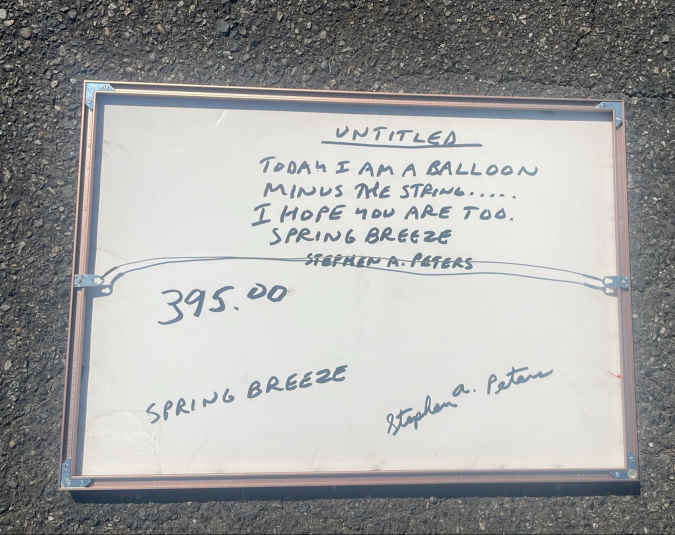 UNTITLED
TODAY I AM A BALLOON
MINUS THE STRING.....
I HOPE YOU ARE TOO.
SPRING BREEZE
STEPHEN A. PETERS
395.00
SPRING BREEZE
Stephen a. Peters